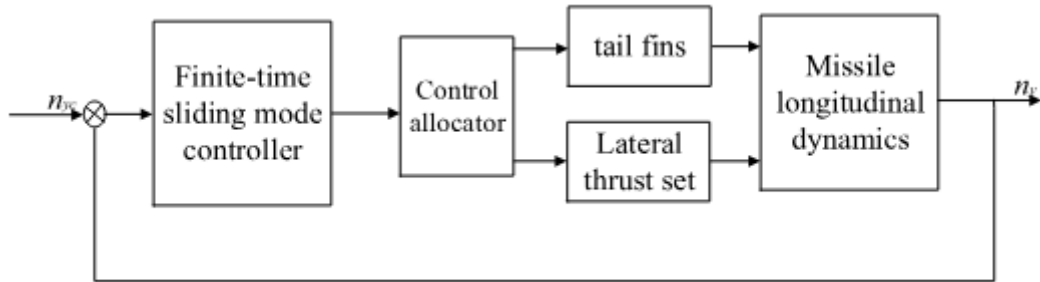 n_yc
Finite-time
sliding mode
controller
Control
allocator
tail fins
Lateral
thrust set
Missile
longitudinal
dynamics
n_y